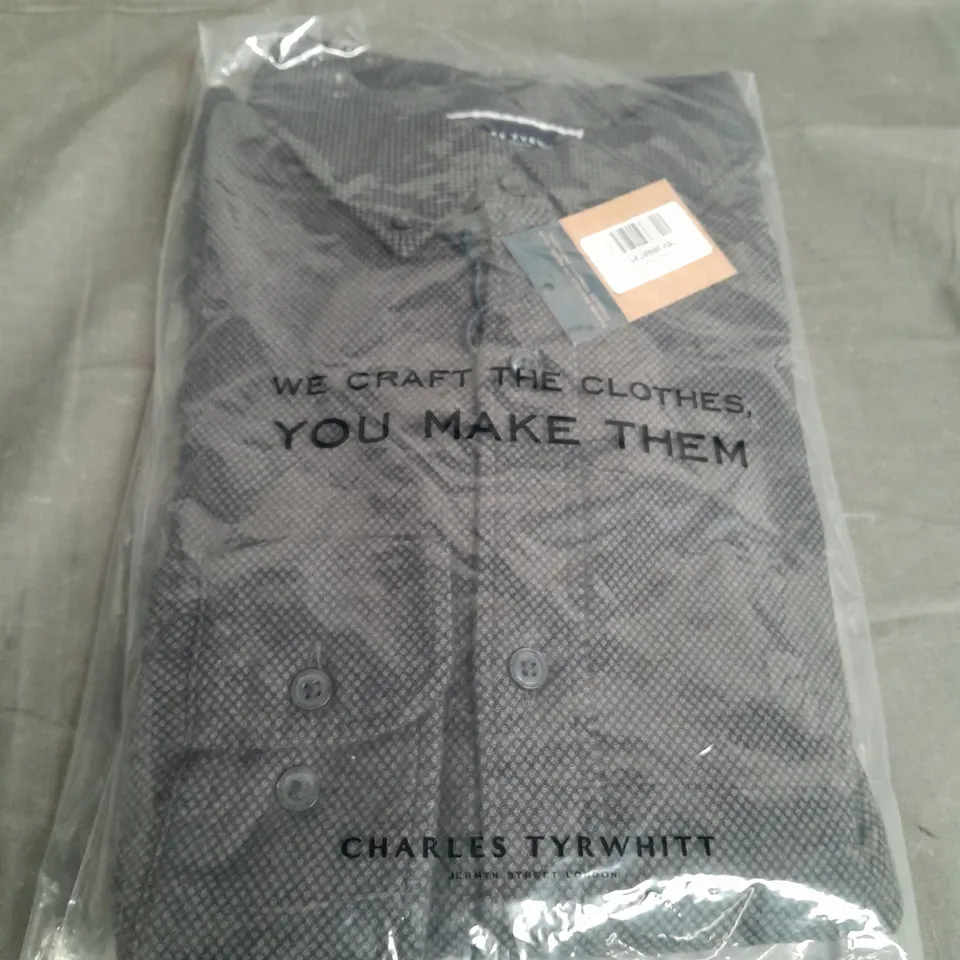 WE CRAFT THE CLOTHES,
YOU MAKE THEM
CHARLES TYRWHITT
JERMYN STREET LONDON